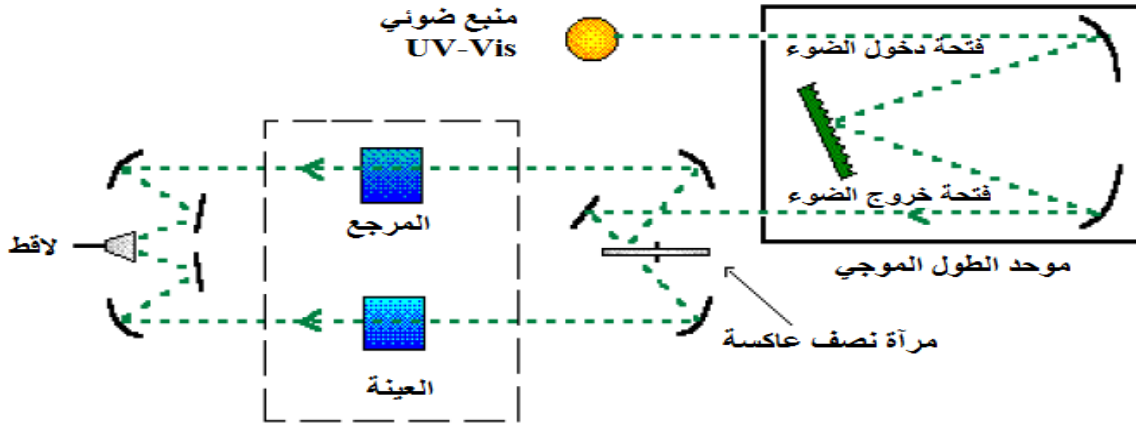 منبع ضوئي
UV-Vis
فتحة دخول الضوء
فتحة خروج الضوء
موحد الطول الموجي
المرجع
لاقط
مرآة نصف عاكسة
العينة